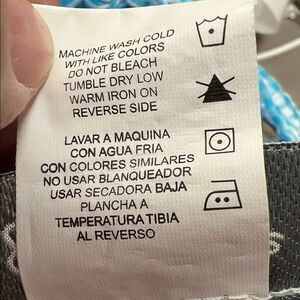 MACHINE WASH COLD
WITH LIKE COLORS
DO NOT BLEACH
TUMBLE DRY LOW
WARM IRON ON
REVERSE SIDE
LAVAR A MAQUINA
CON AGUA FRIA
CON COLORES SIMILARES
NO USAR BLANQUEADOR
USAR SECADORA BAJA
PLANCHA A
TEMPERATURA TIBIA
AL REVERSO